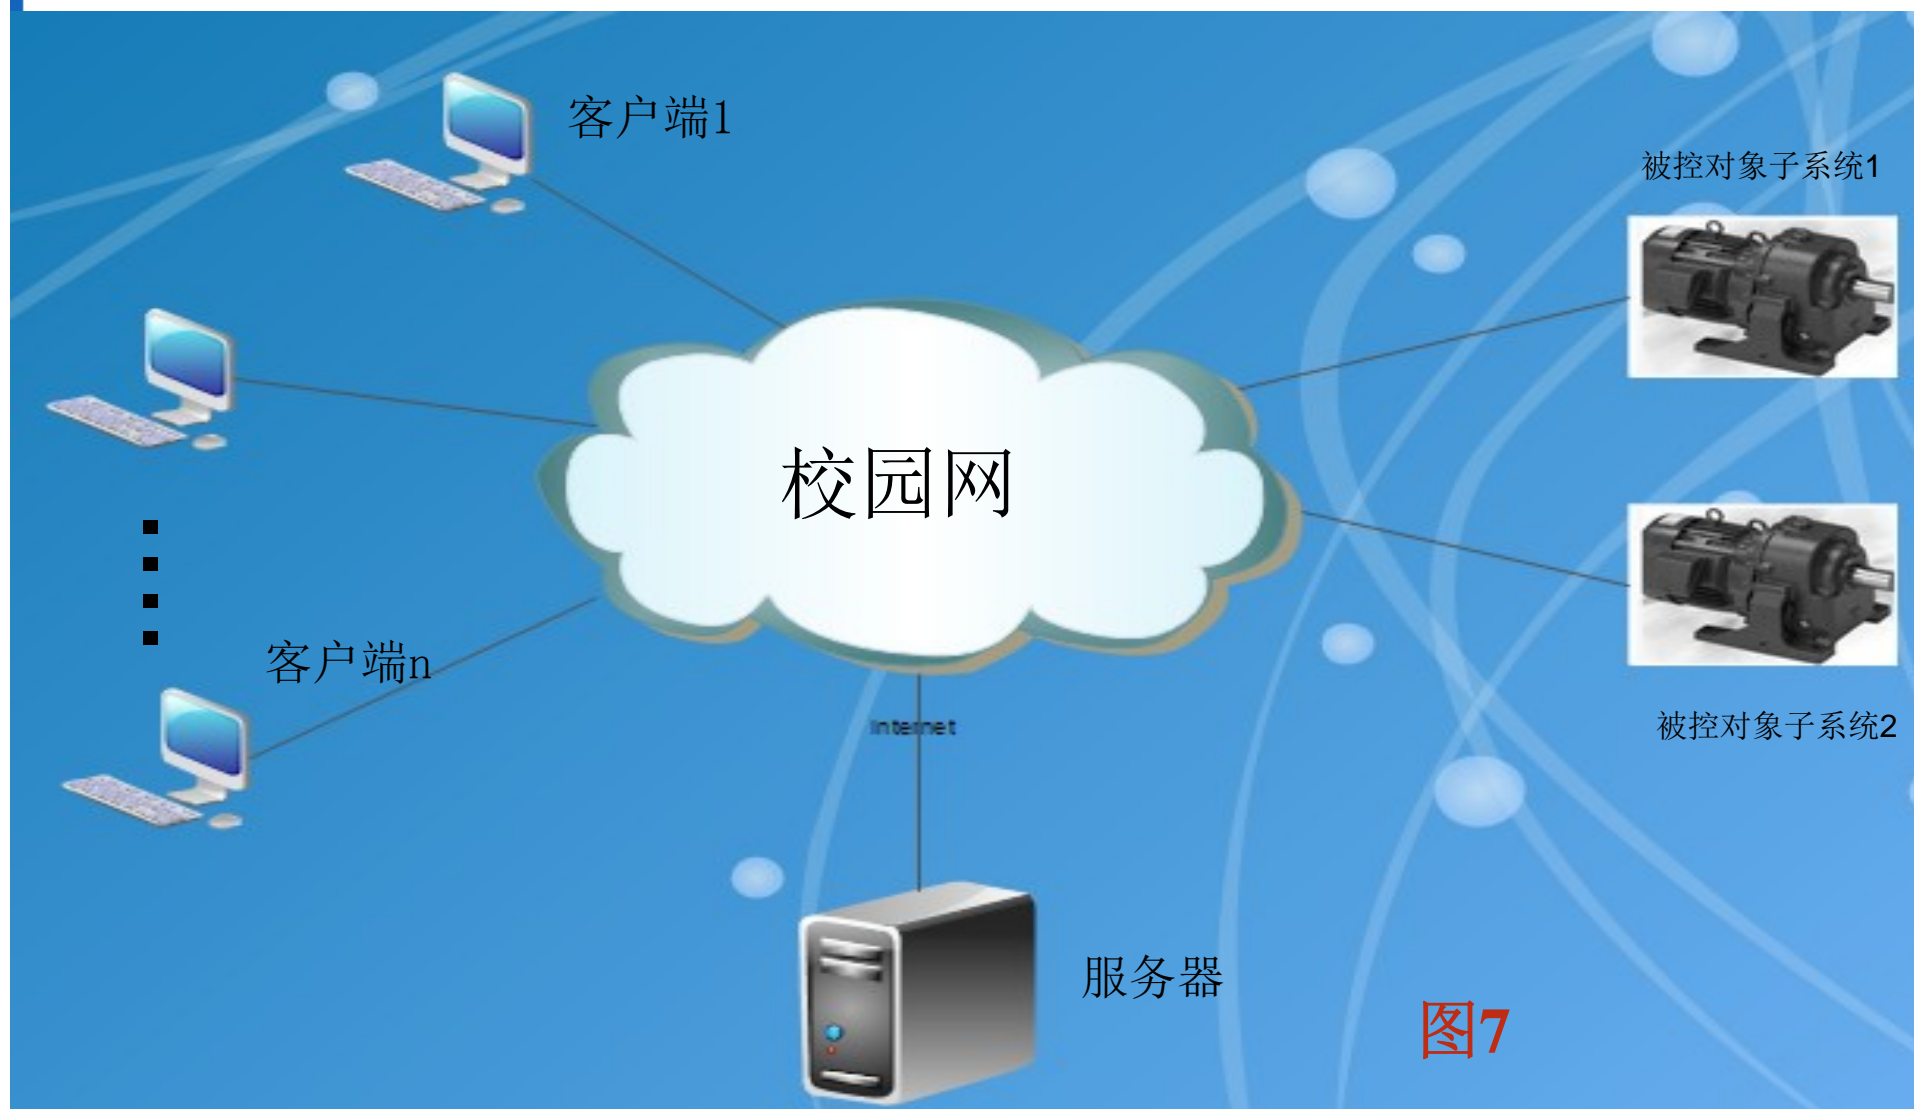 客户端1
被控对象子系统1
校园网
客户端n
Internet
被控对象子系统2
服务器
图7